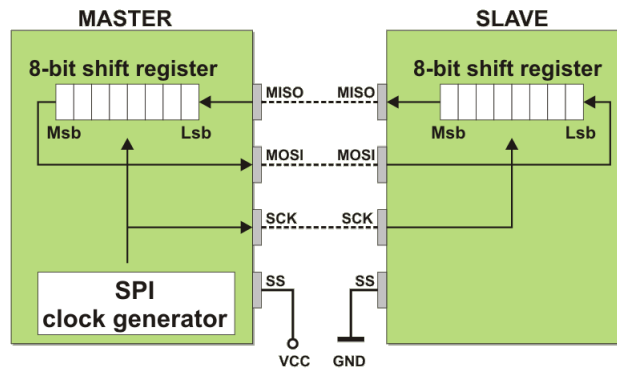 MASTER
SLAVE
8-bit shift register
8-bit shift register
MISO
MISO
Msb
Lsb
Msb
Lsb
MOSI
MOSI
SCK
SCK
SS
SS
SPI
clock generator
VCC
GND